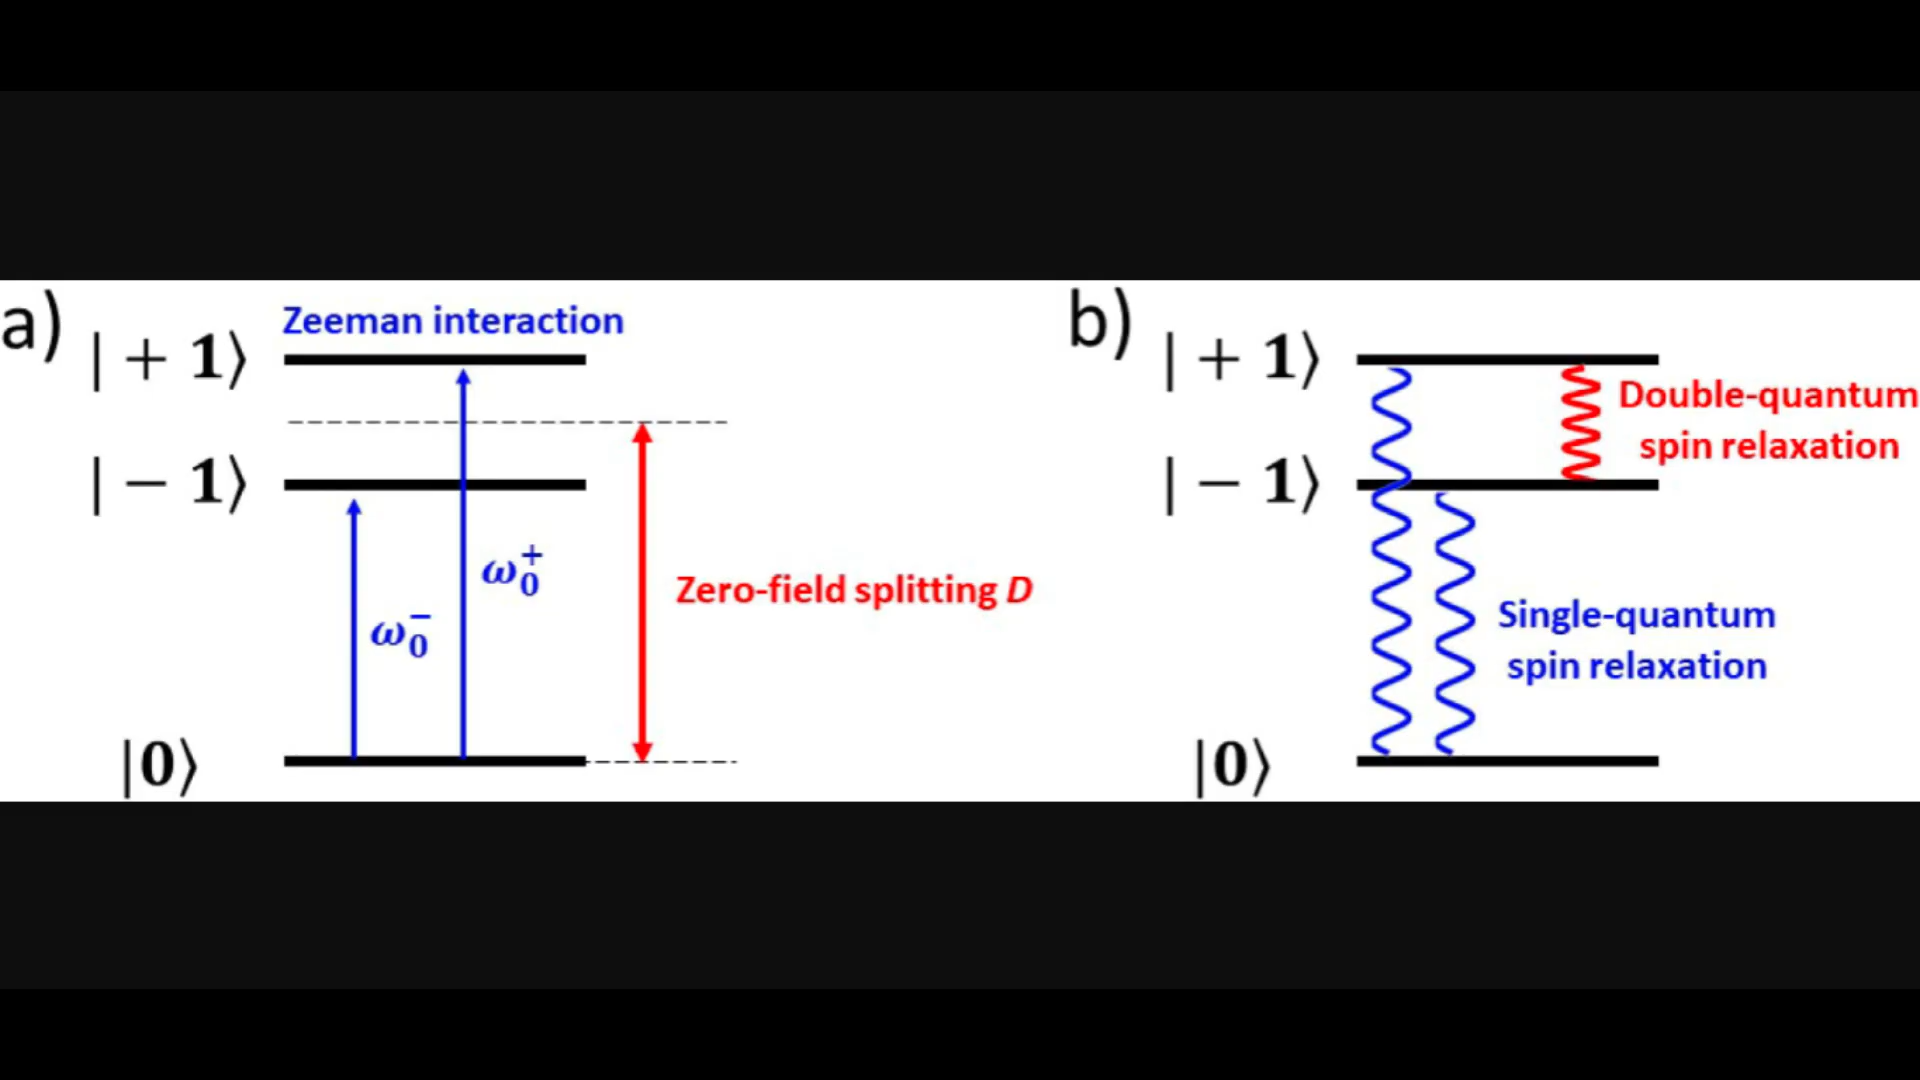 a)
Zeeman interaction
| + 1⟩
| − 1⟩
ω₀⁺
ω₀⁻
Zero-field splitting D
|0⟩
b)
| + 1⟩
Double-quantum
spin relaxation
| − 1⟩
Single-quantum
spin relaxation
|0⟩